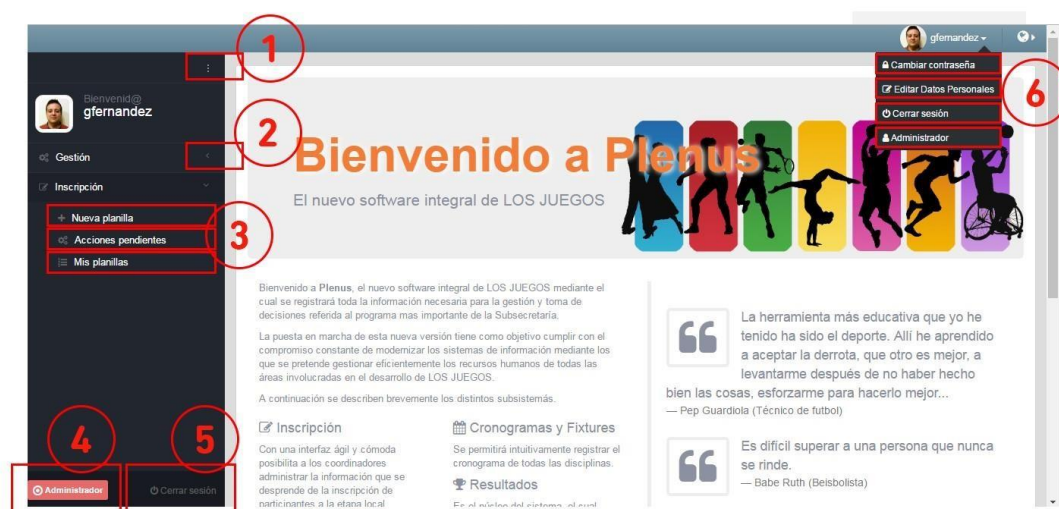 1
gfernandez
Cambiar contraseña
Editar Datos Personales
Cerrar sesión
Administrador
6
Bienvenid@
gfernandez
2
Gestión
Inscripción
Nueva planilla
Acciones pendientes
Mis planillas
3
4
5
Administrador
Cerrar sesión
Bienvenido a Plenus
El nuevo software integral de LOS JUEGOS
Bienvenido a Plenus, el nuevo software integral de LOS JUEGOS mediante el
cual se registrará toda la información necesaria para la gestión y toma de
decisiones referida al programa mas importante de la Subsecretaría.
La puesta en marcha de esta nueva versión tiene como objetivo cumplir con el
compromiso constante de modernizar los sistemas de información mediante los
que se pretende gestionar eficientemente los recursos humanos de todas las
áreas involucradas en el desarrollo de LOS JUEGOS.
A continuación se describen brevemente los distintos subsistemás.
Inscripción
Con una interfaz ágil y cómoda
posibilita a los coordinadores
administrar la información que se
desprende de la inscripción de
participantes a la etapa local
Cronogramas y Fixtures
Se permitirá intuitivamente registrar el
cronograma de todas las disciplinas.
Resultados
Es el núcleo del sistema, el cual
La herramienta más educativa que yo he
tenido ha sido el deporte. Allí he aprendido
a aceptar la derrota, que otro es mejor, a
levantarme después de no haber hecho
bien las cosas, esforzarme para hacerlo mejor...
— Pep Guardiola (Técnico de futbol)
Es difícil superar a una persona que nunca
se rinde.
— Babe Ruth (Beisbolista)